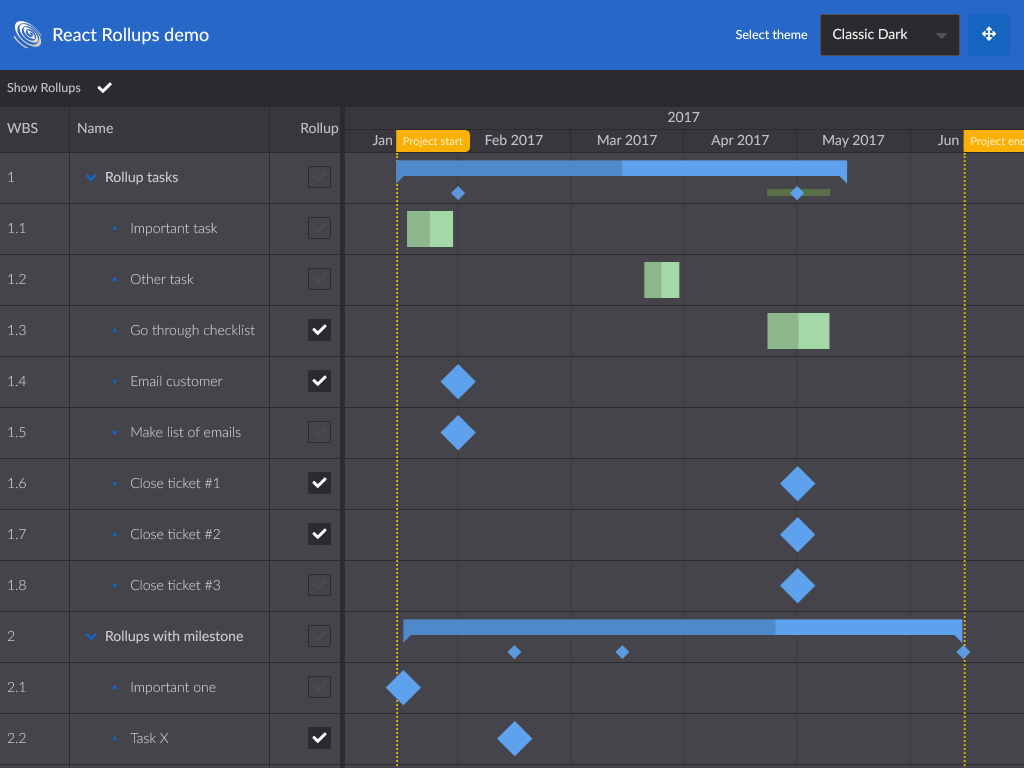 React Rollups demo
Select theme
Classic Dark
Show Rollups
WBS Name Rollup
2017
Jan Project start Feb 2017 Mar 2017 Apr 2017 May 2017 Jun Project end
1 Rollup tasks
1.1 Important task
1.2 Other task
1.3 Go through checklist
1.4 Email customer
1.5 Make list of emails
1.6 Close ticket #1
1.7 Close ticket #2
1.8 Close ticket #3
2 Rollups with milestone
2.1 Important one
2.2 Task X